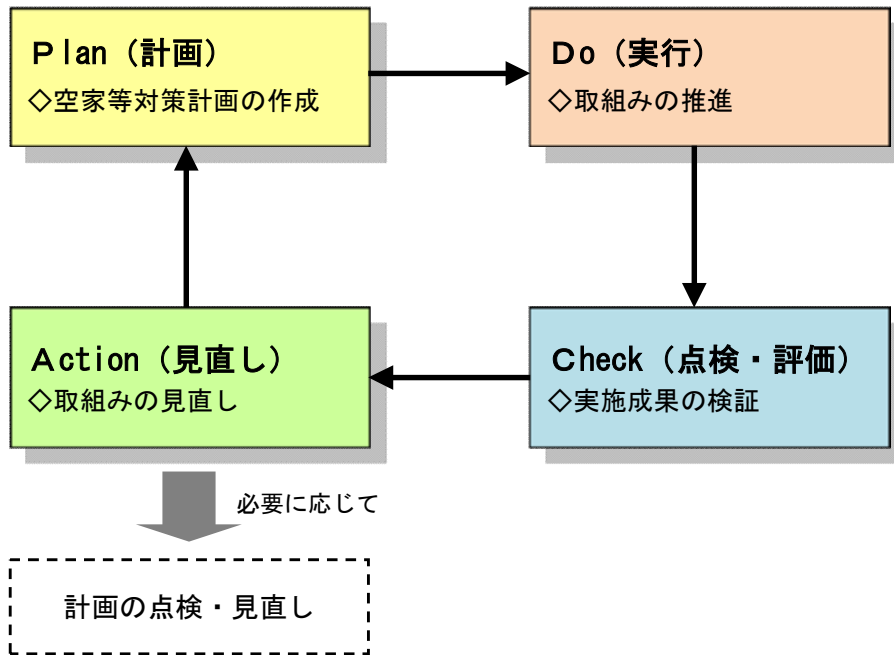 Plan（計画）
◇空家等対策計画の作成
Do（実行）
◇取組みの推進
Action（見直し）
◇取組みの見直し
Check（点検・評価）
◇実施成果の検証
必要に応じて
計画の点検・見直し